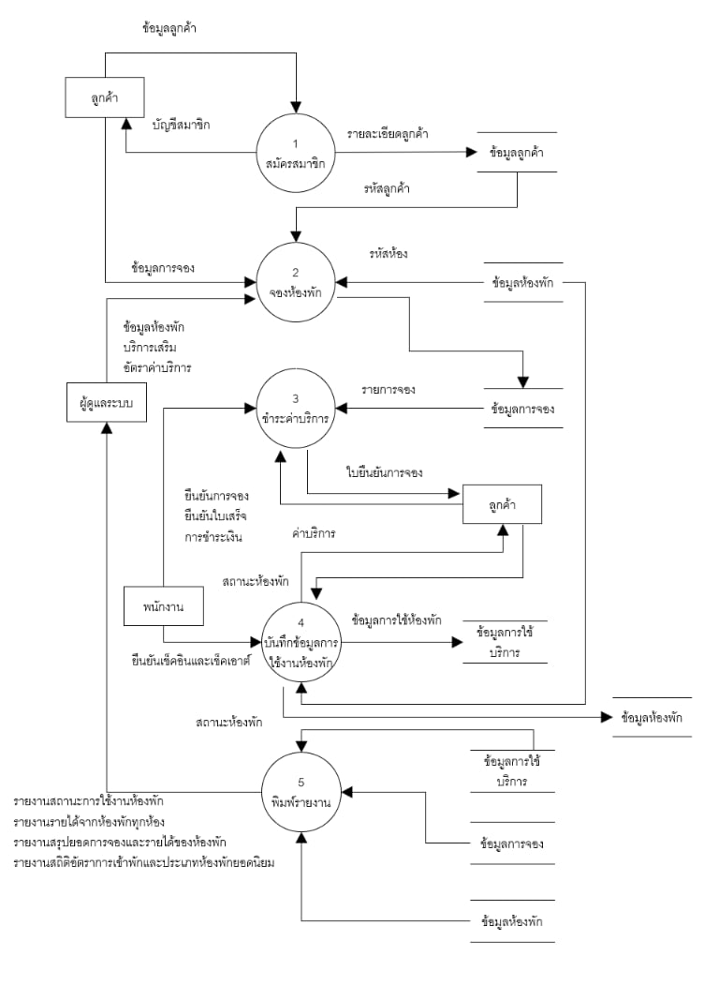 ข้อมูลลูกค้า
ลูกค้า
บัญชีสมาชิก
1
สมัครสมาชิก
รายละเอียดลูกค้า
ข้อมูลลูกค้า
รหัสลูกค้า
ข้อมูลการจอง
2
จองห้องพัก
รหัสห้อง
ข้อมูลห้องพัก
ข้อมูลห้องพัก
บริการเสริม
อัตราค่าบริการ
ผู้ดูแลระบบ
3
ชำระค่าบริการ
รายการจอง
ข้อมูลการจอง
ใบยืนยันการจอง
ลูกค้า
ยืนยันการจอง
ยืนยันใบเสร็จ
การชำระเงิน
ค่าบริการ
สถานะห้องพัก
พนักงาน
4
บันทึกข้อมูลการ
ใช้งานห้องพัก
ข้อมูลการใช้ห้องพัก
ข้อมูลการใช้
บริการ
ยืนยันเช็คอินและเช็คเอาต์
ข้อมูลห้องพัก
สถานะห้องพัก
ข้อมูลการใช้
บริการ
5
พิมพ์รายงาน
รายงานสถานะการใช้งานห้องพัก
รายงานรายได้จากห้องพักทุกห้อง
รายงานสรุปยอดการจองและรายได้ของห้องพัก
รายงานสถิติอัตราการเข้าพักและประเภทห้องพักยอดนิยม
ข้อมูลการจอง
ข้อมูลห้องพัก